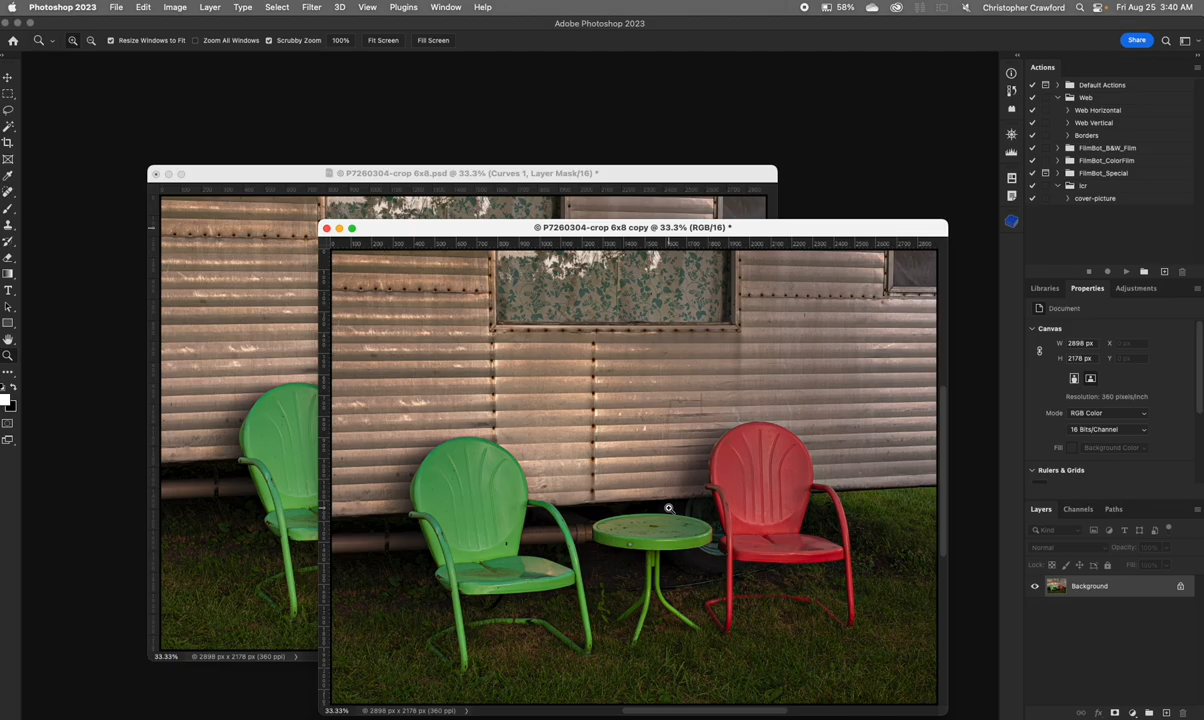 Photoshop 2023 File Edit Image Layer Type Select Filter 3D View Plugins Window Help 58% Christopher Crawford Fri Aug 25 3:40 AM
Adobe Photoshop 2023
Resize Windows to Fit Zoom All Windows Scrubby Zoom 100% Fit Screen Fill Screen Share
Actions
Default Actions
Web
Web Horizontal
Web Vertical
Borders
FilmBot_B&W_Film
FilmBot_ColorFilm
FilmBot_Special
lcr
cover-picture
© P7260304-crop 6x8.psd @ 33.3% (Curves 1, Layer Mask/16) *
© P7260304-crop 6x8 copy @ 33.3% (RGB/16) *
33.33% © 2898 px x 2178 px (360 ppi)
33.33% © 2898 px x 2178 px (360 ppi)
Libraries Properties Adjustments
Document
Canvas
W 2898 px X 0 px
H 2178 px Y 0 px
Resolution: 360 pixels/inch
Mode RGB Color
16 Bits/Channel
Fill Background Color
Rulers & Grids
Layers Channels Paths
Kind
Normal Opacity: 100%
Lock: Fill: 100%
Background